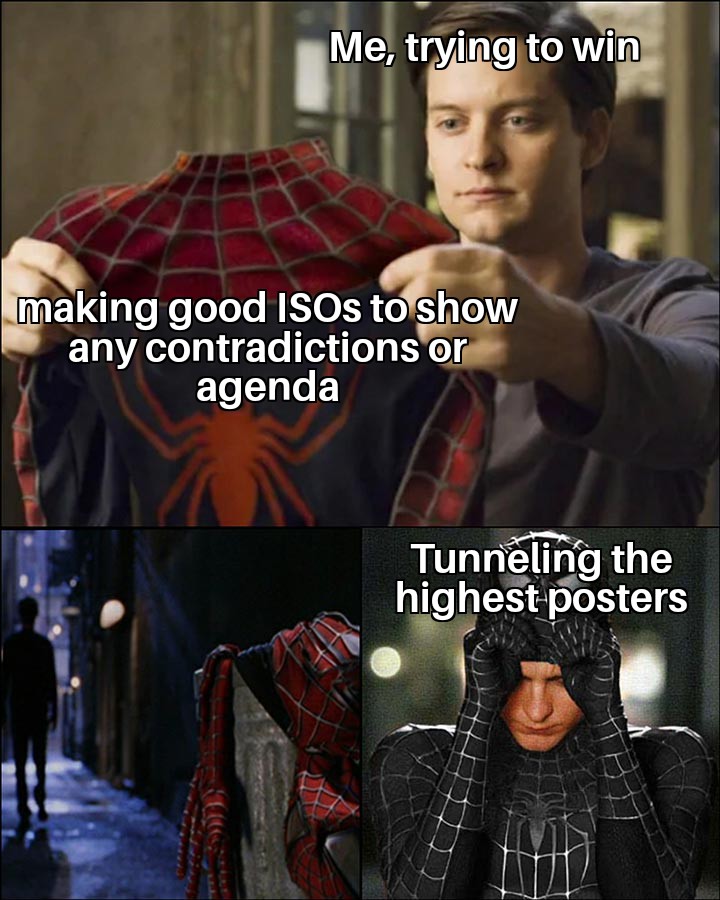 Me, trying to win
making good ISOs to show
any contradictions or
agenda
Tunneling the
highest posters